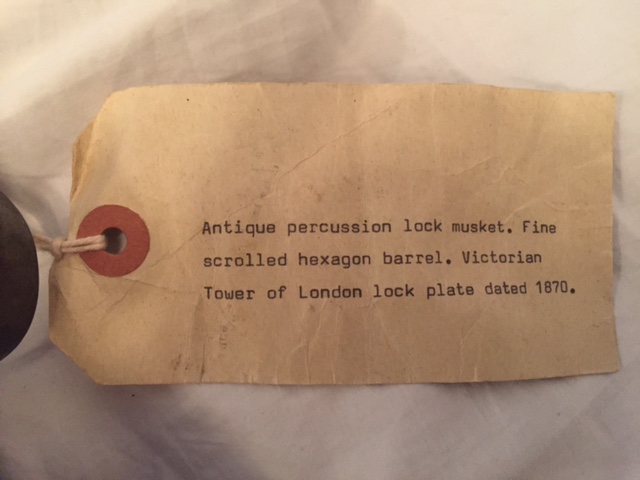 Antique percussion lock musket. Fine
scrolled hexagon barrel. Victorian
Tower of London lock plate dated 1870.